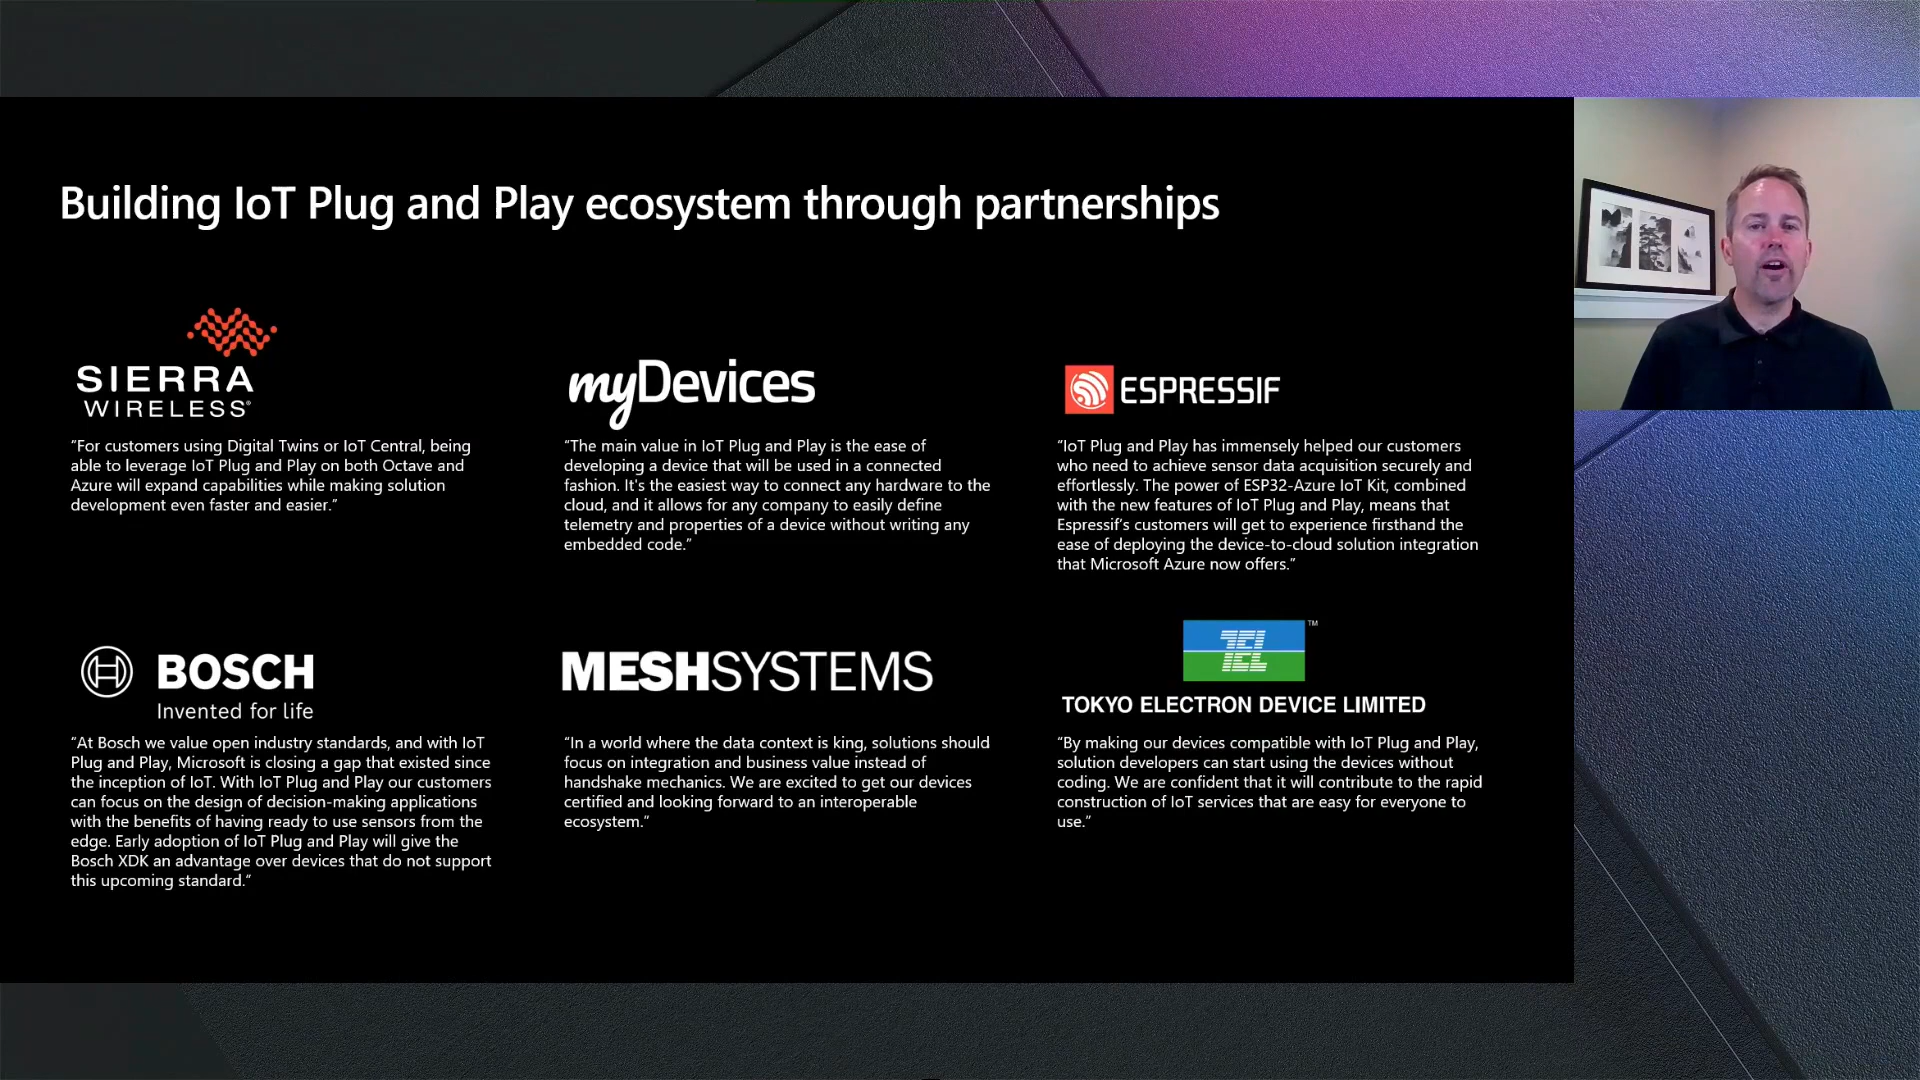 Building IoT Plug and Play ecosystem through partnerships
SIERRA
WIRELESS®
“For customers using Digital Twins or IoT Central, being
able to leverage IoT Plug and Play on both Octave and
Azure will expand capabilities while making solution
development even faster and easier.”
myDevices
“The main value in IoT Plug and Play is the ease of
developing a device that will be used in a connected
fashion. It's the easiest way to connect any hardware to the
cloud, and it allows for any company to easily define
telemetry and properties of a device without writing any
embedded code.”
ESPRESSIF
“IoT Plug and Play has immensely helped our customers
who need to achieve sensor data acquisition securely and
effortlessly. The power of ESP32-Azure IoT Kit, combined
with the new features of IoT Plug and Play, means that
Espressif’s customers will get to experience firsthand the
ease of deploying the device-to-cloud solution integration
that Microsoft Azure now offers.”
BOSCH
Invented for life
“At Bosch we value open industry standards, and with IoT
Plug and Play, Microsoft is closing a gap that existed since
the inception of IoT. With IoT Plug and Play our customers
can focus on the design of decision-making applications
with the benefits of having ready to use sensors from the
edge. Early adoption of IoT Plug and Play will give the
Bosch XDK an advantage over devices that do not support
this upcoming standard.”
MESHSYSTEMS
“In a world where the data context is king, solutions should
focus on integration and business value instead of
handshake mechanics. We are excited to get our devices
certified and looking forward to an interoperable
ecosystem.”
TEL ™
TOKYO ELECTRON DEVICE LIMITED
“By making our devices compatible with IoT Plug and Play,
solution developers can start using the devices without
coding. We are confident that it will contribute to the rapid
construction of IoT services that are easy for everyone to
use.”